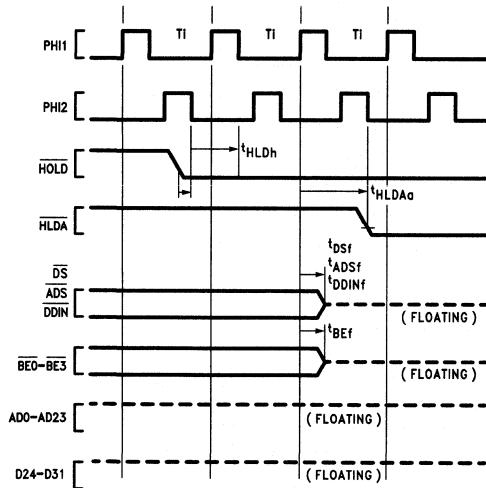 Ti Ti Ti
PHI1
PHI2
tHLDh
HOLD
tHLDAa
HLDA
tDSf
DS
tADSf
ADS
tDDINf
DDIN
(FLOATING)
tBEf
BE0-BE3
(FLOATING)
AD0-AD23
(FLOATING)
D24-D31
(FLOATING)